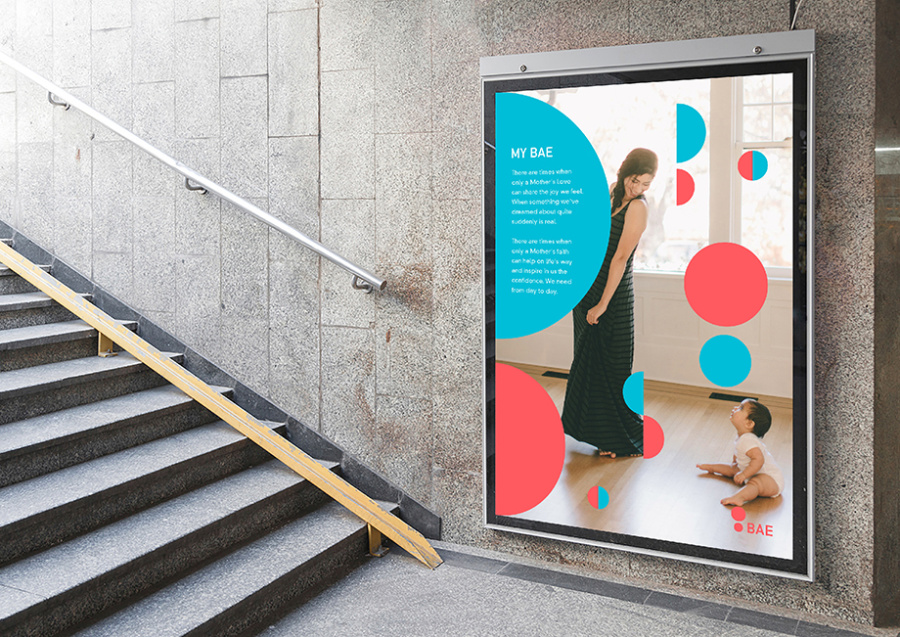 MY BAE
There are times when
only a Mother's Love
can share the joy we feel.
When something we've
dreamed about quite
suddenly is real.
There are times when
only a Mother's faith
can help on life's way
and inspire in us the
confidence. We need
from day to day.
BAE